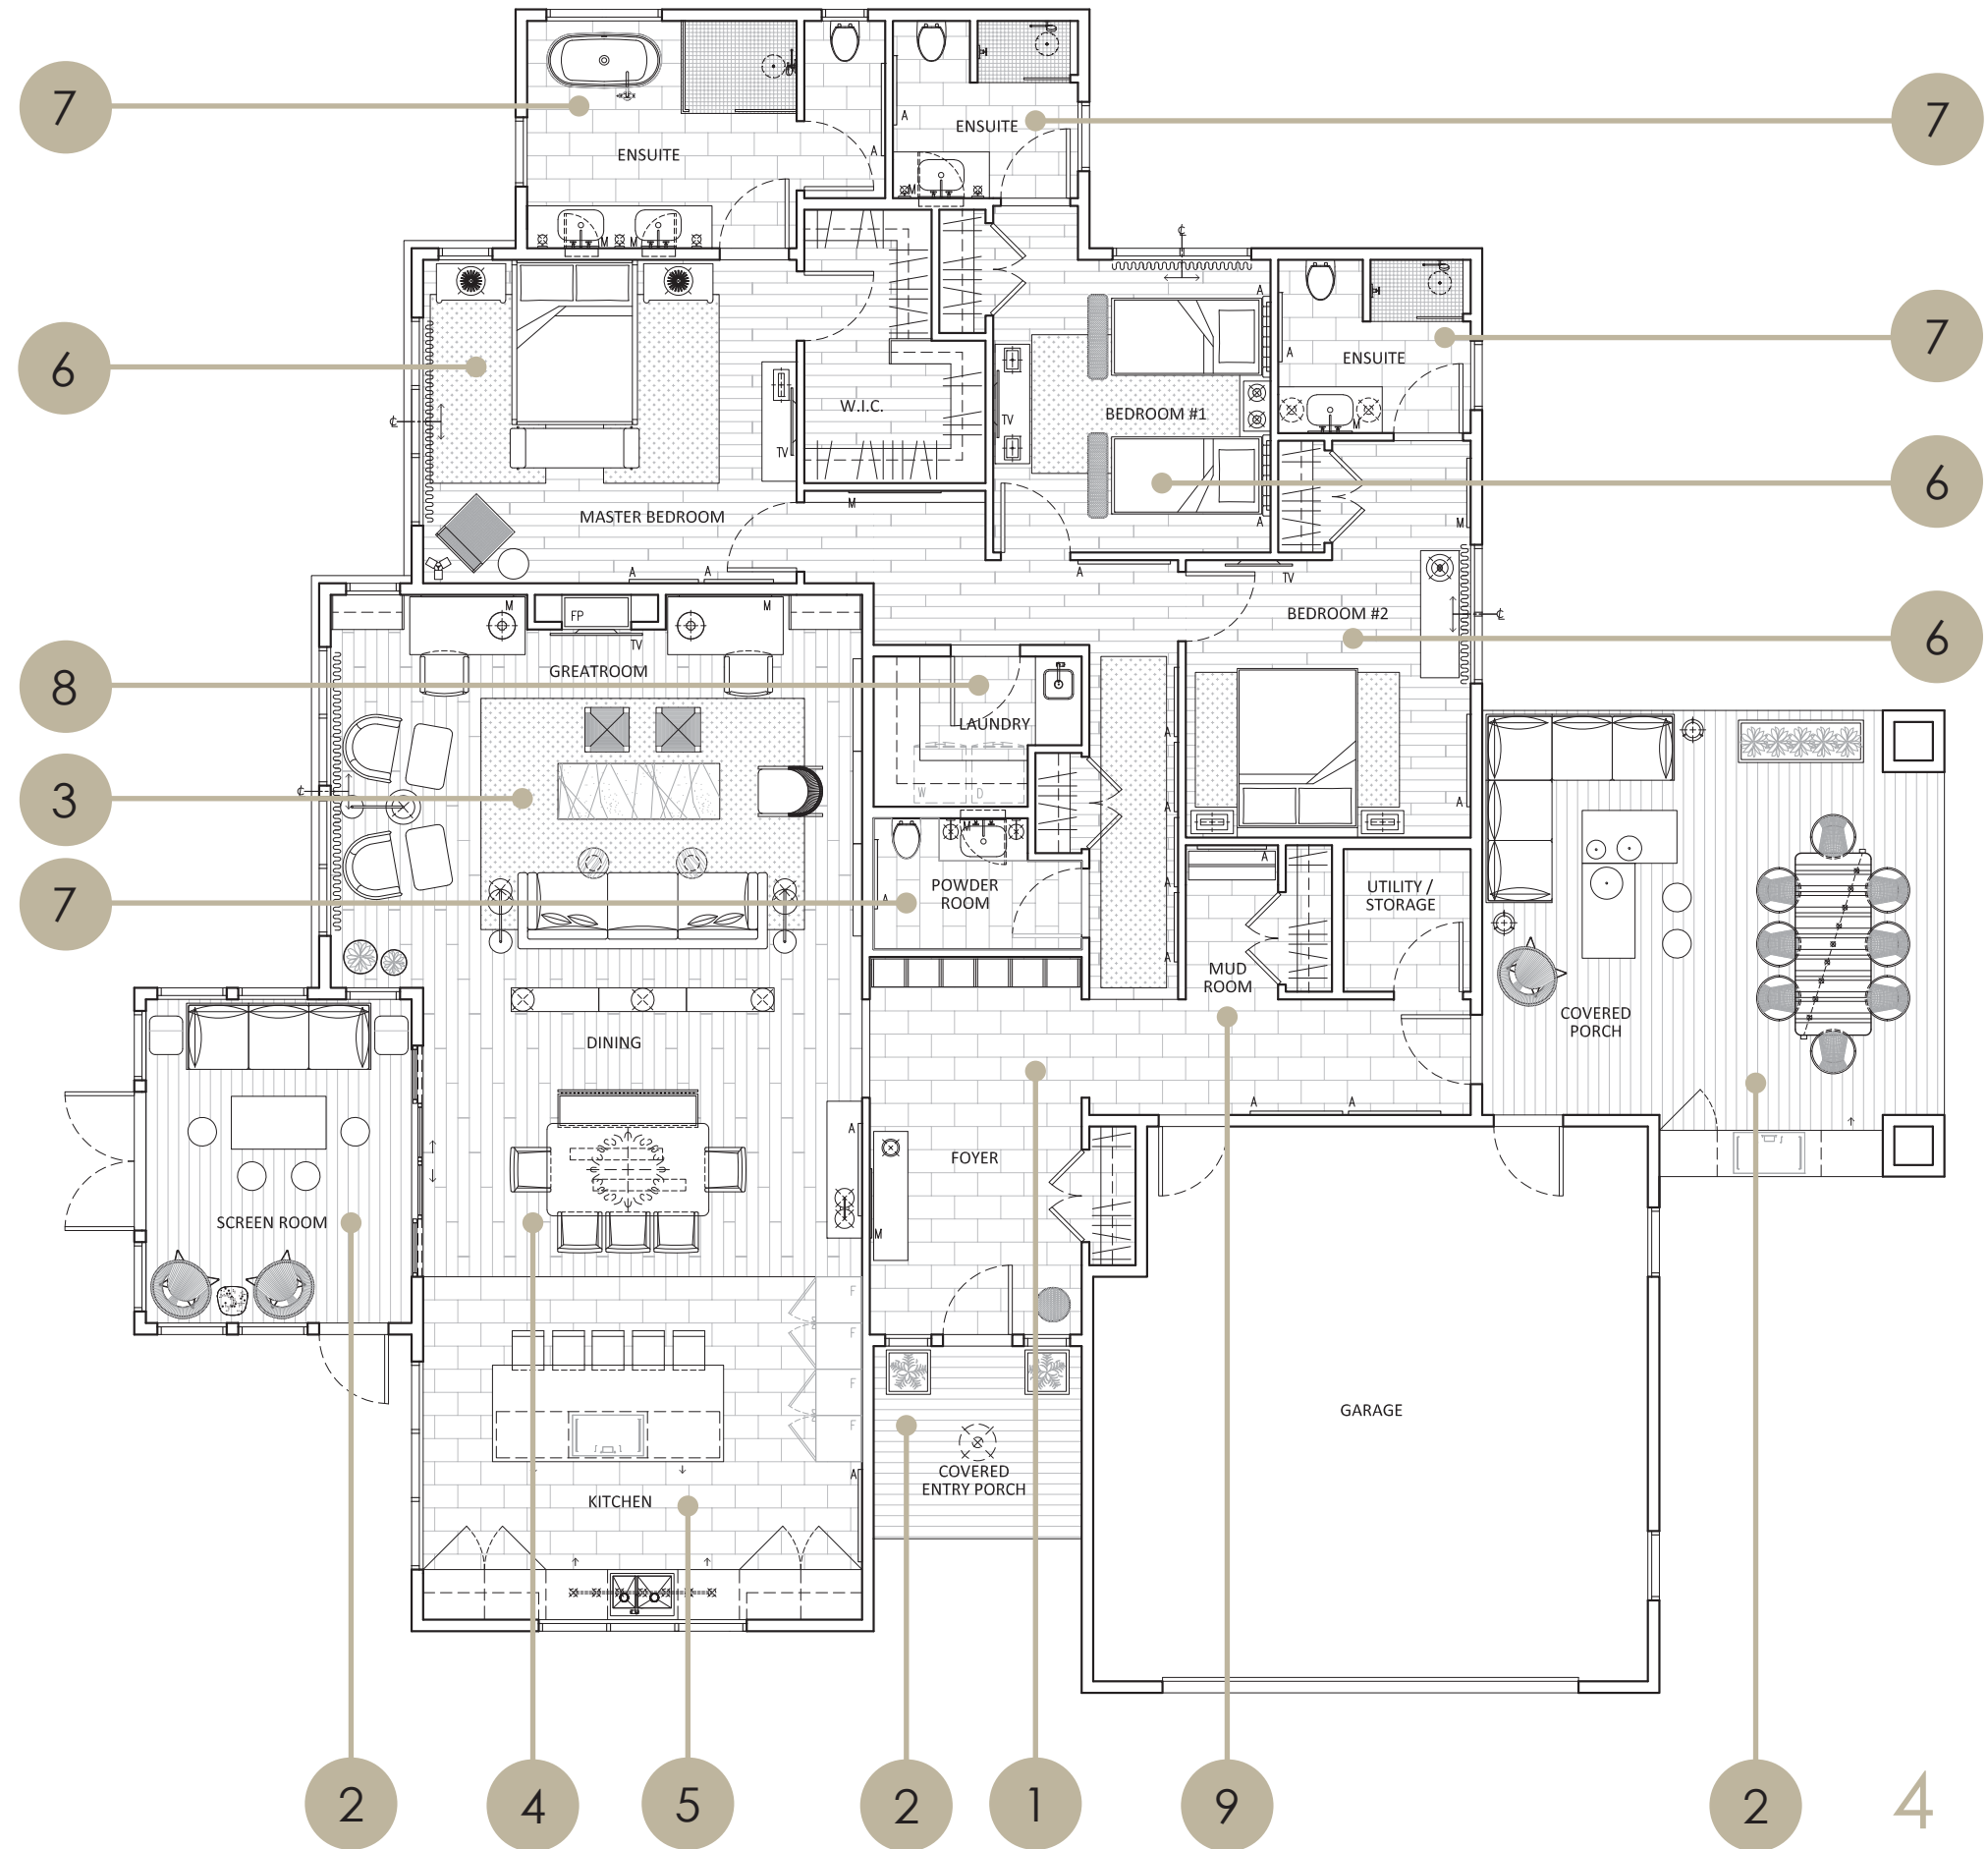 7
7
ENSUITE
ENSUITE
A
A
M
M
M
℄
6
7
W.I.C.
A
ENSUITE
A
BEDROOM #1
TV
TV
M
℄
6
MASTER BEDROOM
M
A
M
A
A
A
TV
BEDROOM #2
℄
6
M
FP
M
TV
GREATROOM
8
LAUNDRY
A
A
℄
3
W
D
M
A
7
A
POWDER
ROOM
A
A
UTILITY /
STORAGE
MUD
ROOM
A
COVERED
PORCH
DINING
A
A
A
FOYER
SCREEN ROOM
M
F
F
F
F
GARAGE
A
COVERED
ENTRY PORCH
KITCHEN
2
4
5
2
1
9
2
4